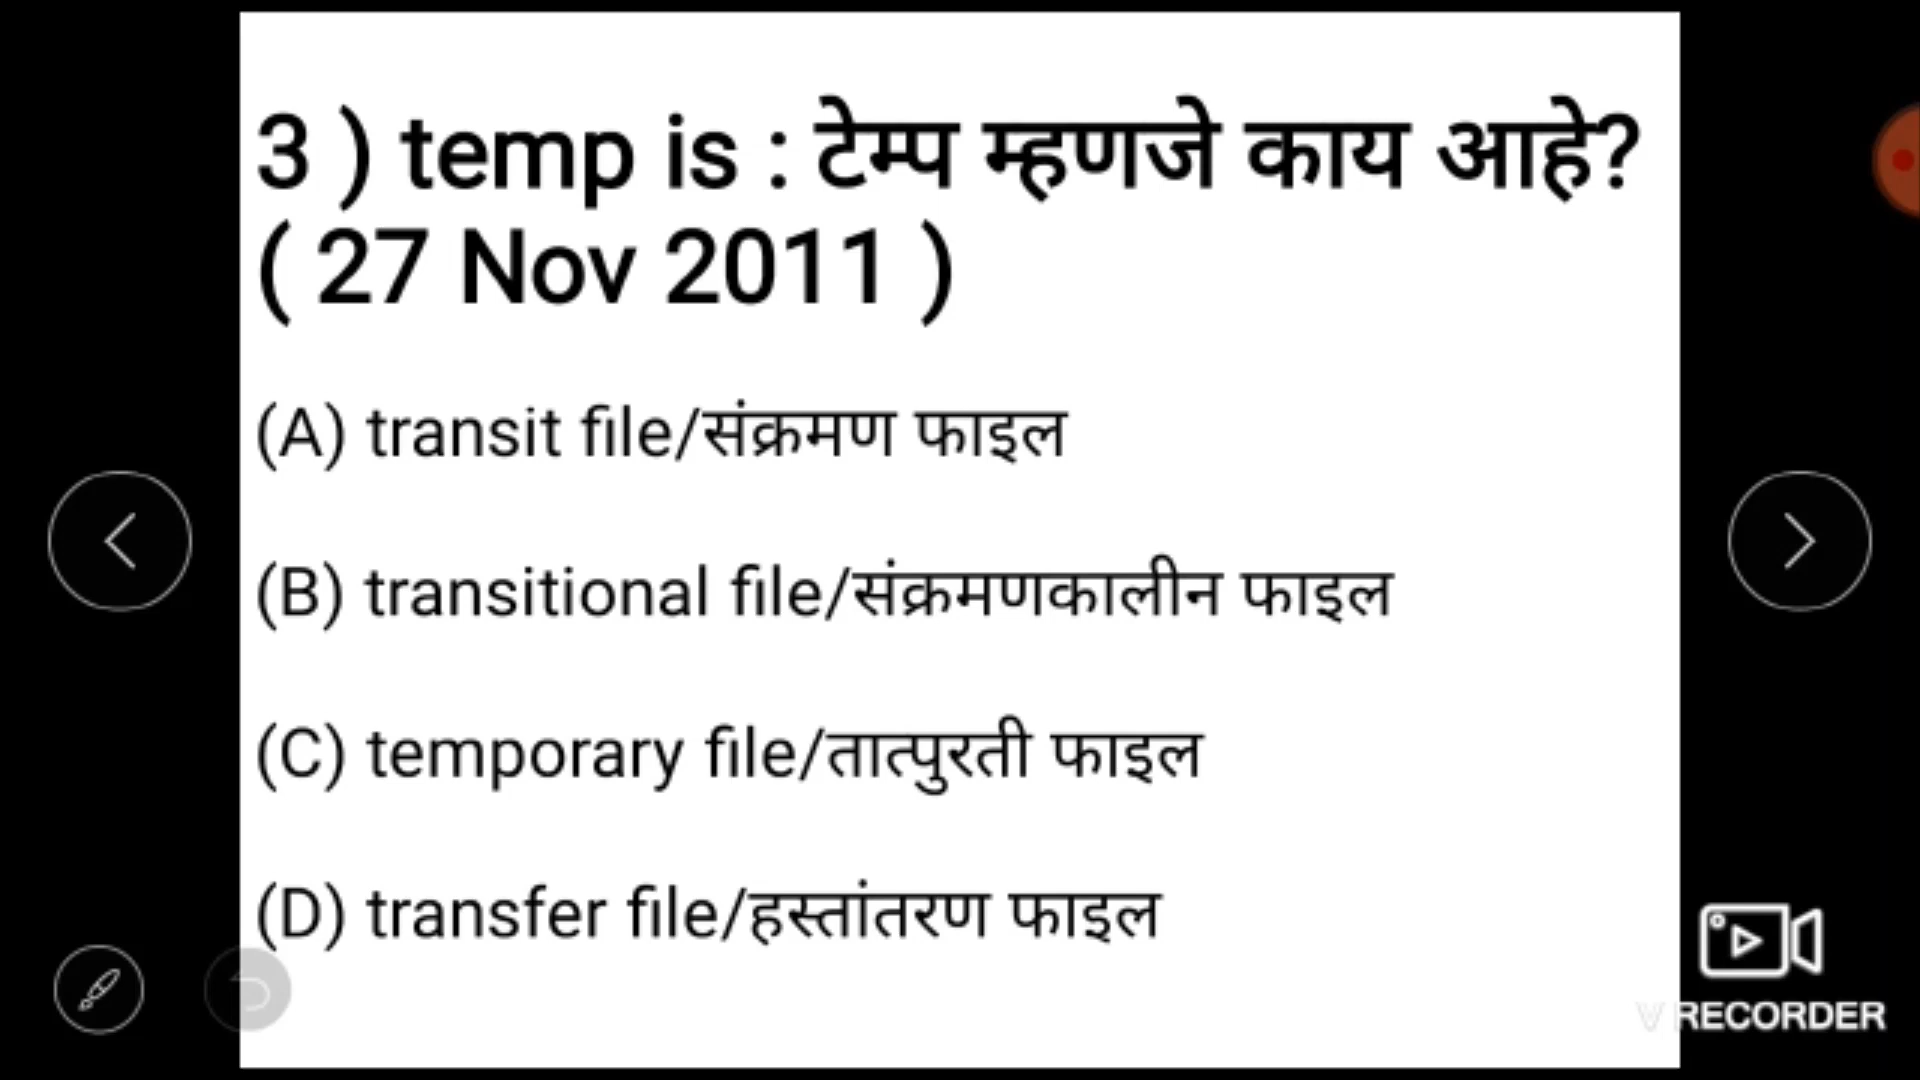 3 ) temp is : टेम्प म्हणजे काय आहे?
( 27 Nov 2011 )
(A) transit file/संक्रमण फाइल
(B) transitional file/संक्रमणकालीन फाइल
(C) temporary file/तात्पुरती फाइल
(D) transfer file/हस्तांतरण फाइल
V RECORDER